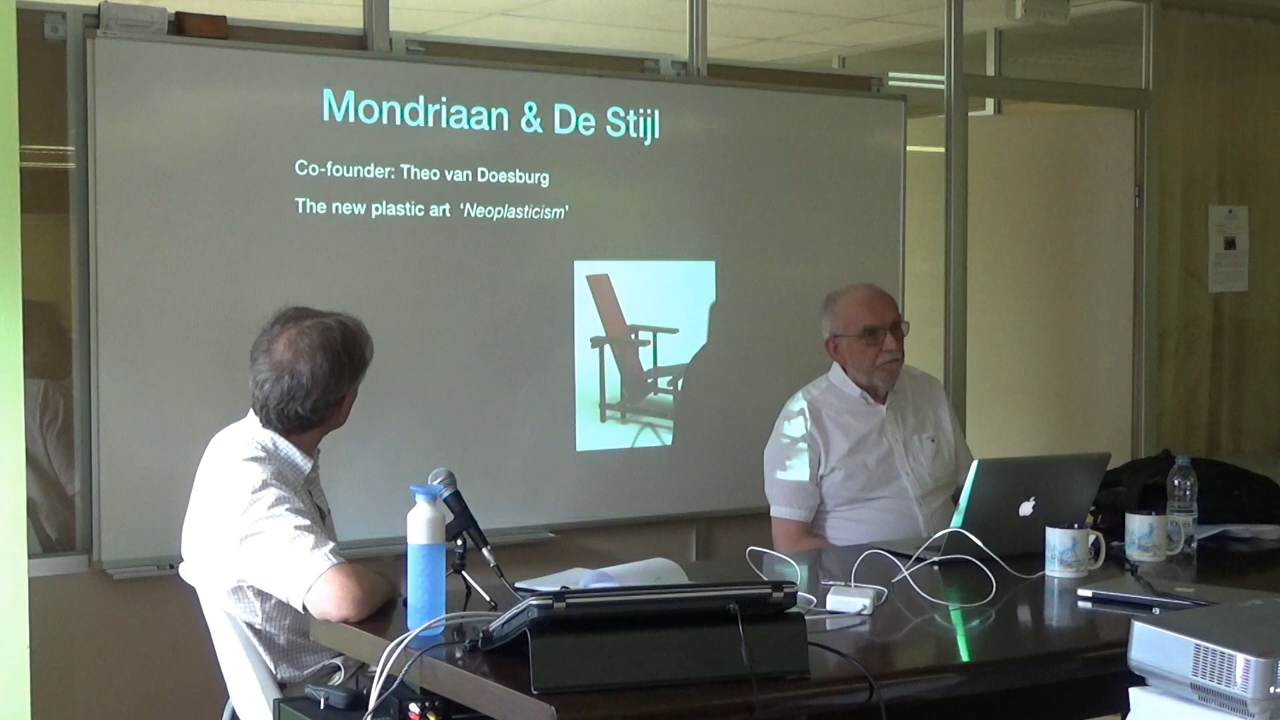 Mondriaan & De Stijl
Co-founder: Theo van Doesburg
The new plastic art ‘Neoplasticism’